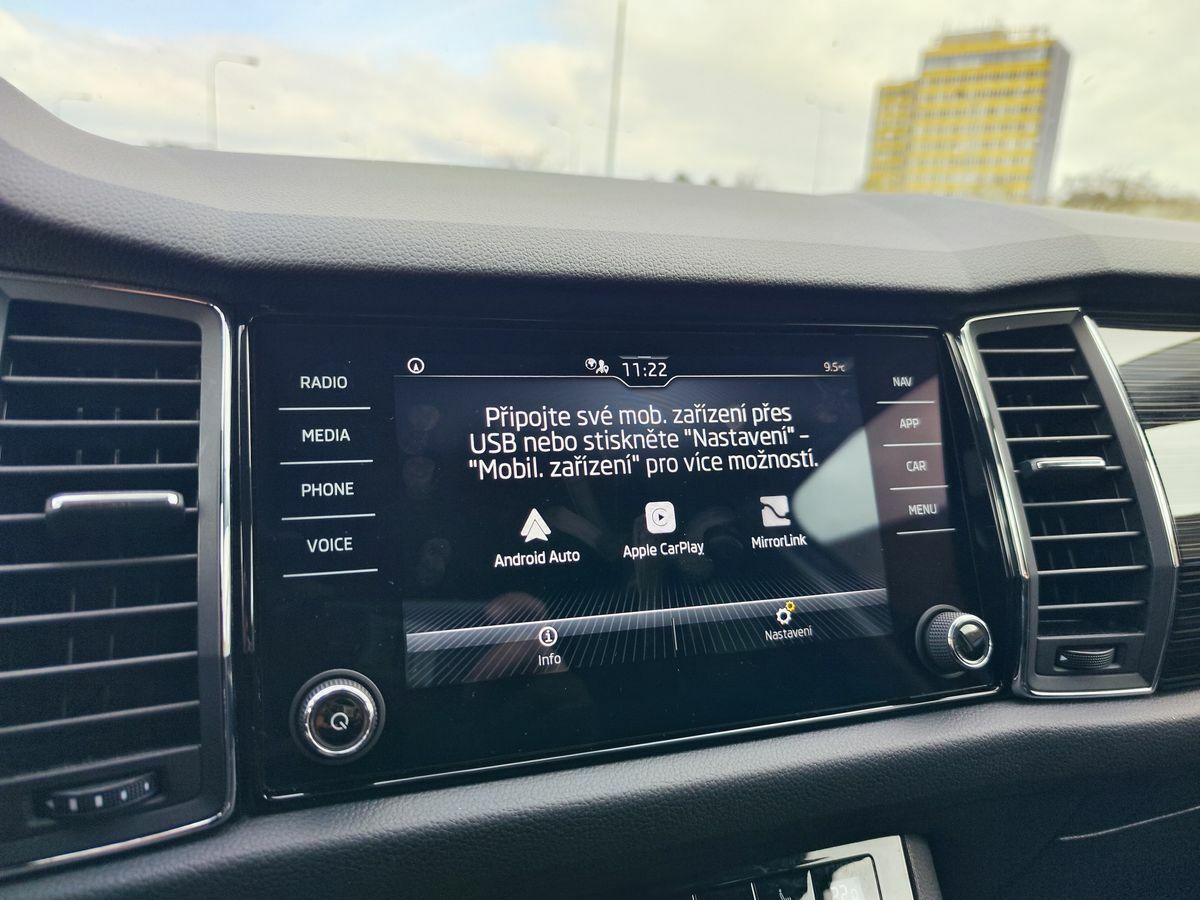 11:22
9.5°C
RADIO
MEDIA
PHONE
VOICE
Připojte své mob. zařízení přes
USB nebo stiskněte "Nastavení" -
"Mobil. zařízení" pro více možností.
Android Auto
Apple CarPlay
MirrorLink
Info
Nastavení
NAV
APP
CAR
MENU